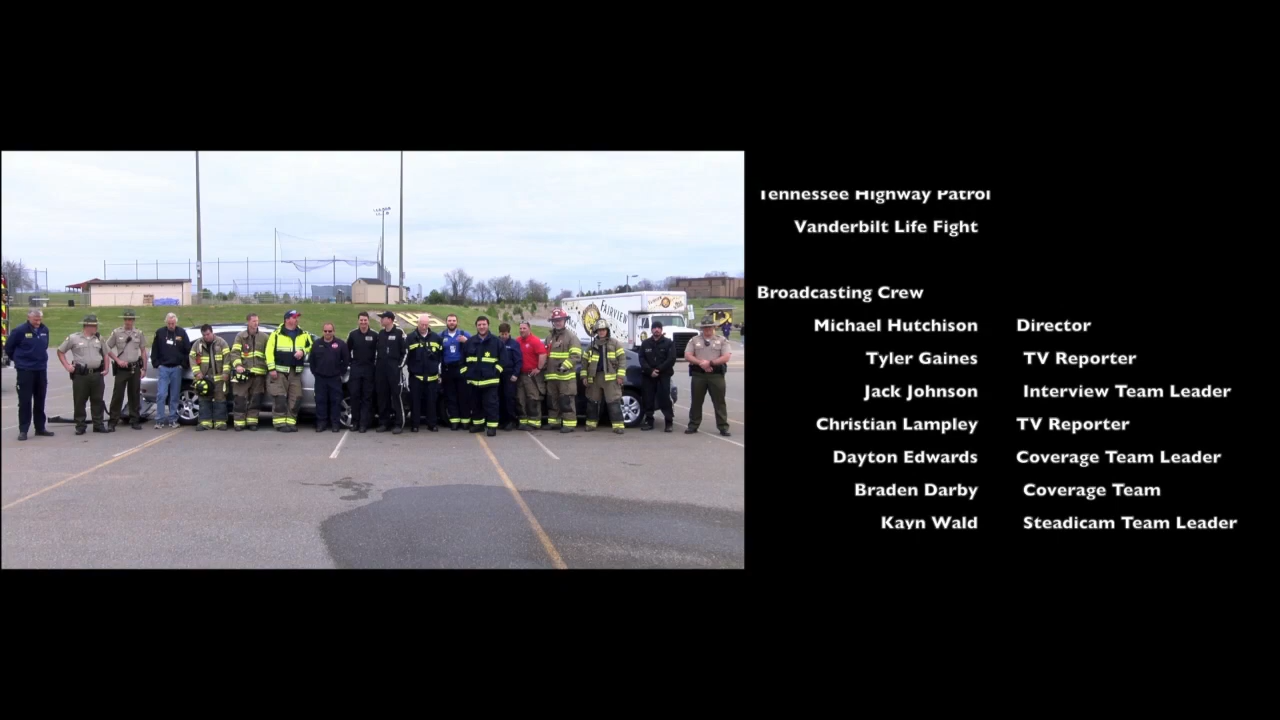 FAIRVIEW
Tennessee Highway Patrol
Vanderbilt Life Fight
Broadcasting Crew
Michael Hutchison Director
Tyler Gaines TV Reporter
Jack Johnson Interview Team Leader
Christian Lampley TV Reporter
Dayton Edwards Coverage Team Leader
Braden Darby Coverage Team
Kayn Wald Steadicam Team Leader